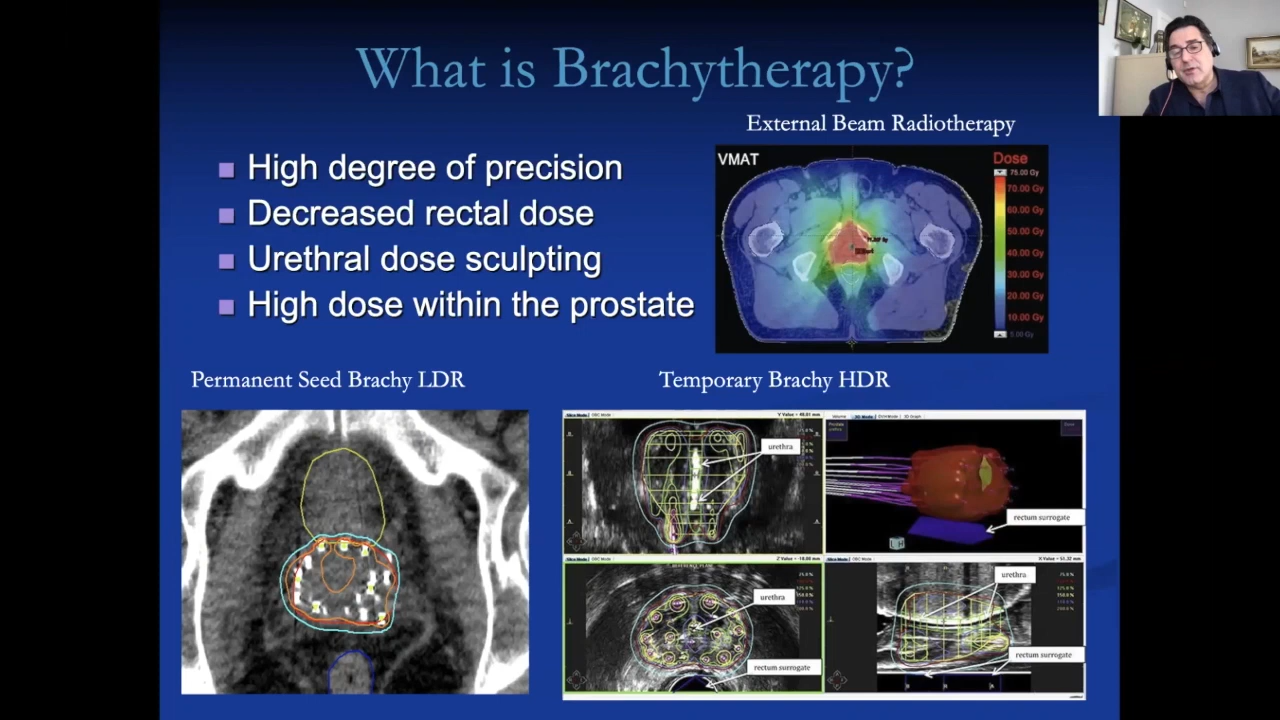 What is Brachytherapy?
External Beam Radiotherapy
High degree of precision
Decreased rectal dose
Urethral dose sculpting
High dose within the prostate
VMAT
Dose
75.00 Gy
70.00 Gy
60.00 Gy
50.00 Gy
40.00 Gy
30.00 Gy
20.00 Gy
10.00 Gy
5.00 Gy
Permanent Seed Brachy LDR
Temporary Brachy HDR
urethra
rectum surrogate
urethra
rectum surrogate
urethra
rectum surrogate